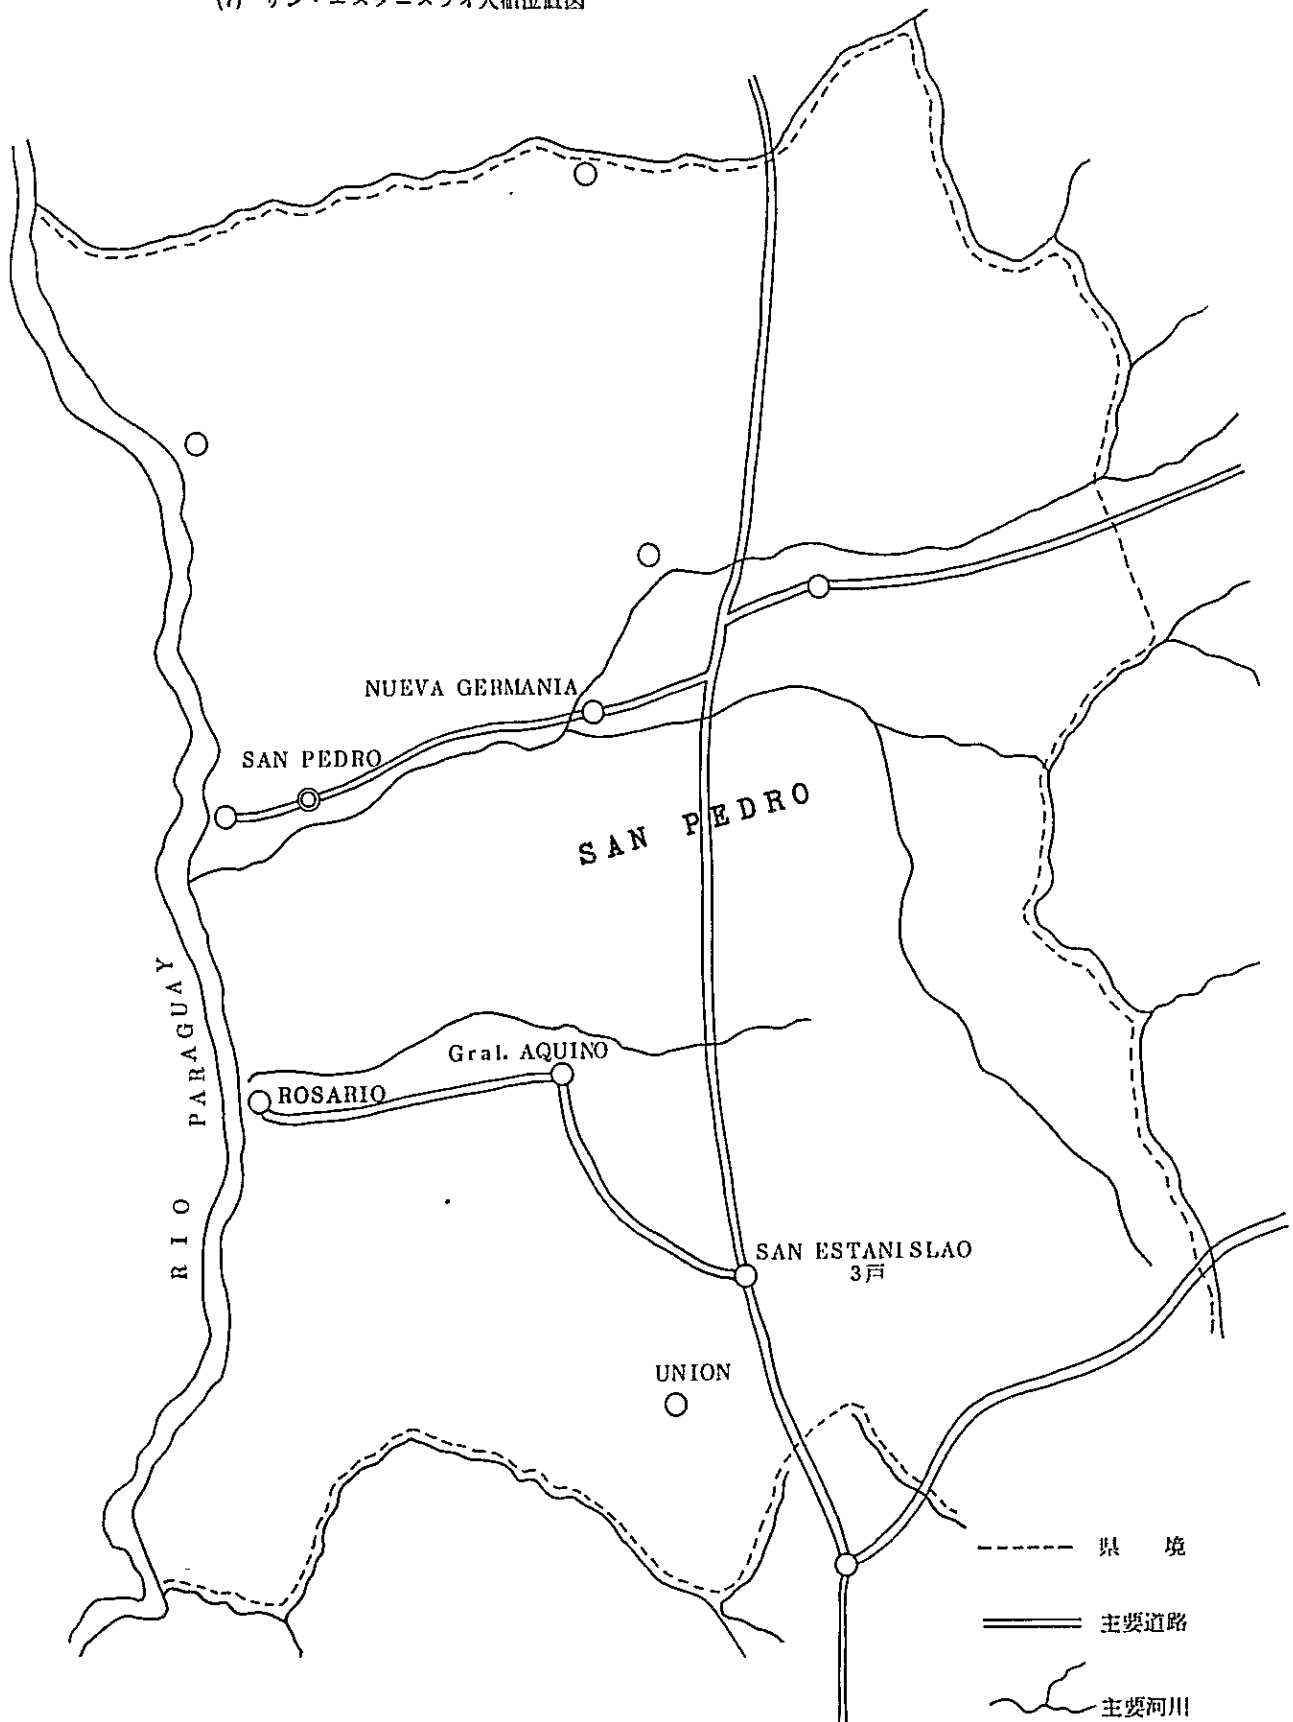 NUEVA GERMANIA
SAN PEDRO
SAN PEDRO
RIO PARAGUAY
Gral. AQUINO
ROSARIO
SAN ESTANISLAO
3戸
UNION
県境
主要道路
主要河川